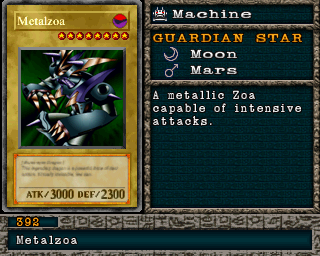 Metalzoa
ATK/3000 DEF/2300
Machine
GUARDIAN STAR
Moon
Mars
A metallic Zoa
capable of intensive
attacks.
392
Metalzoa